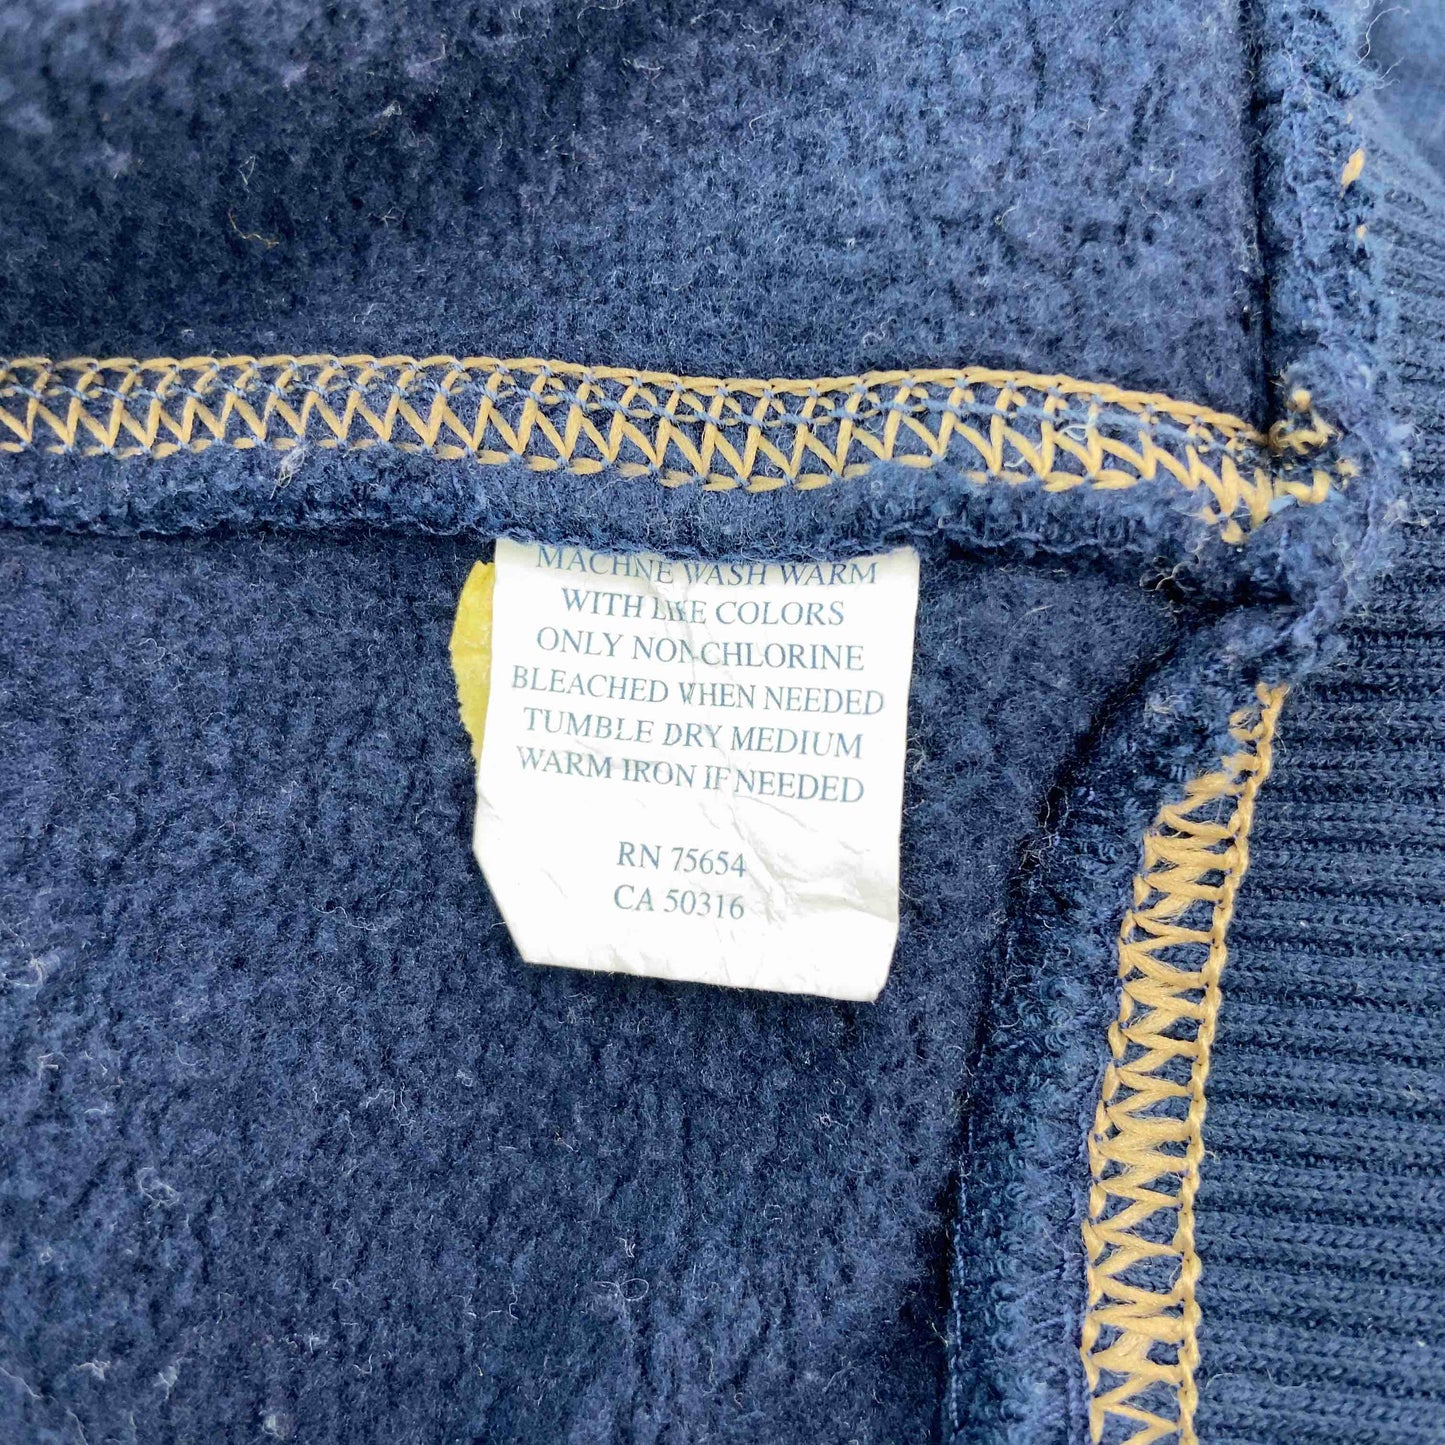 MACHNE WASH WARM
WITH LIKE COLORS
ONLY NON CHLORINE
BLEACHED WHEN NEEDED
TUMBLE DRY MEDIUM
WARM IRON IF NEEDED
RN 75654
CA 50316